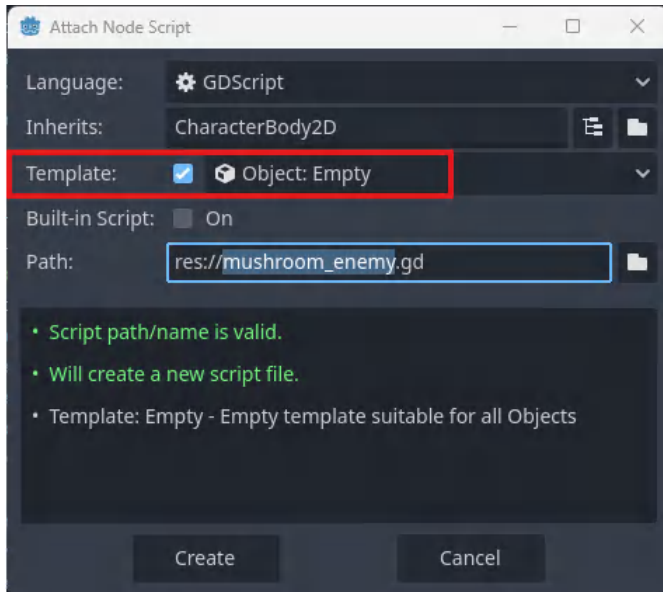 Attach Node Script
Language: GDScript
Inherits: CharacterBody2D
Template: Object: Empty
Built-in Script: On
Path: res://mushroom_enemy.gd
• Script path/name is valid.
• Will create a new script file.
• Template: Empty - Empty template suitable for all Objects
Create Cancel